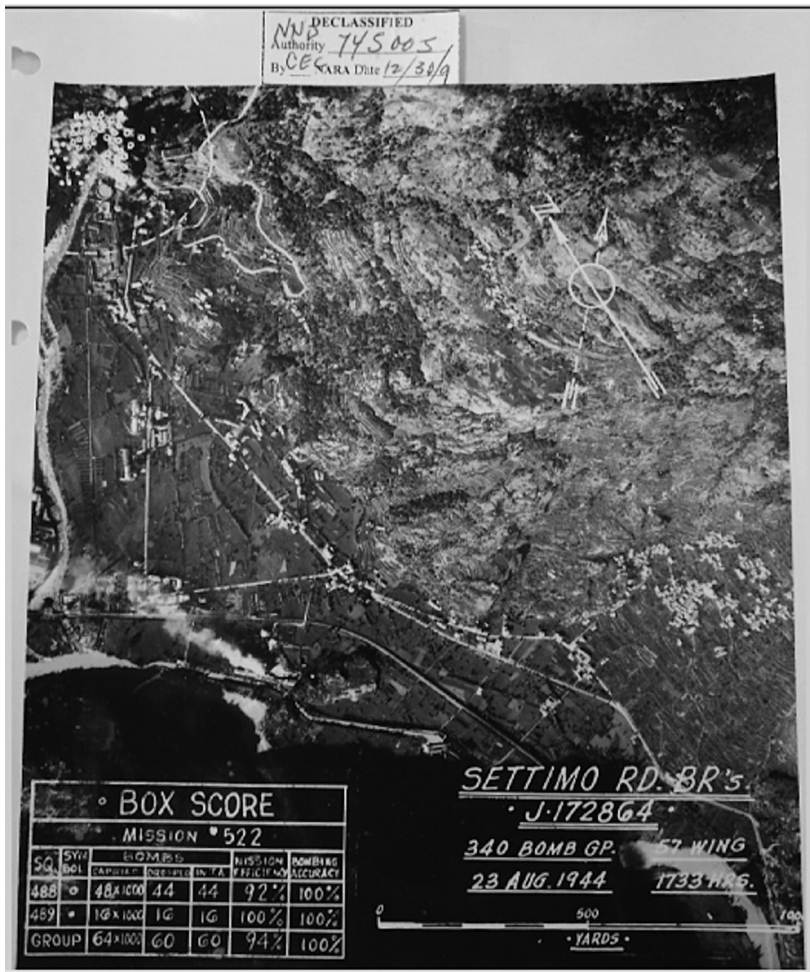 DECLASSIFIED
NND
Authority 745005
By CEG NARA Date 12/30/9
N
SETTIMO RD. BR's.
J-172864
340 BOMB GP. 57 WING
23 AUG. 1944 1733 HRS.
0 500 100
YARDS
BOX SCORE
MISSION #522
SQ. SYMBOL BOMBS MISSION EFFICIENCY BOMBING ACCURACY
CARRIED DROPPED IN T.A.
488 48x1000 44 44 92% 100%
489 16x1000 16 16 100% 100%
GROUP 64x1000 60 60 94% 100%